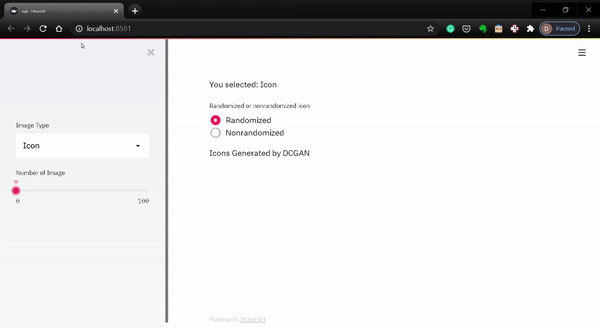 app · Streamlit
localhost:8501
D Paused
Image Type
Icon
Number of Image
0
0 100
You selected: Icon
Randomized or nonrandomized icon
Randomized
Nonrandomized
Icons Generated by DCGAN
Made with Streamlit